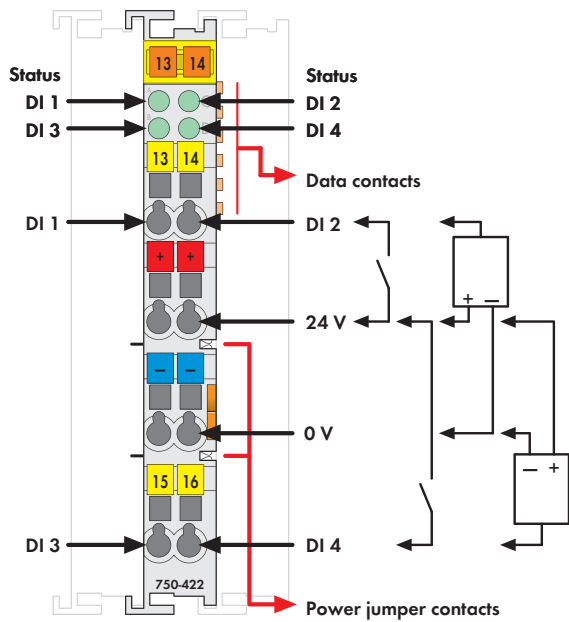 13 14
Status Status
A C
DI 1 DI 2
B D
DI 3 DI 4
13 14
Data contacts
DI 1 DI 2
+ +
+ −
24 V
− −
0 V
− +
15 16
DI 3 DI 4
750-422
Power jumper contacts